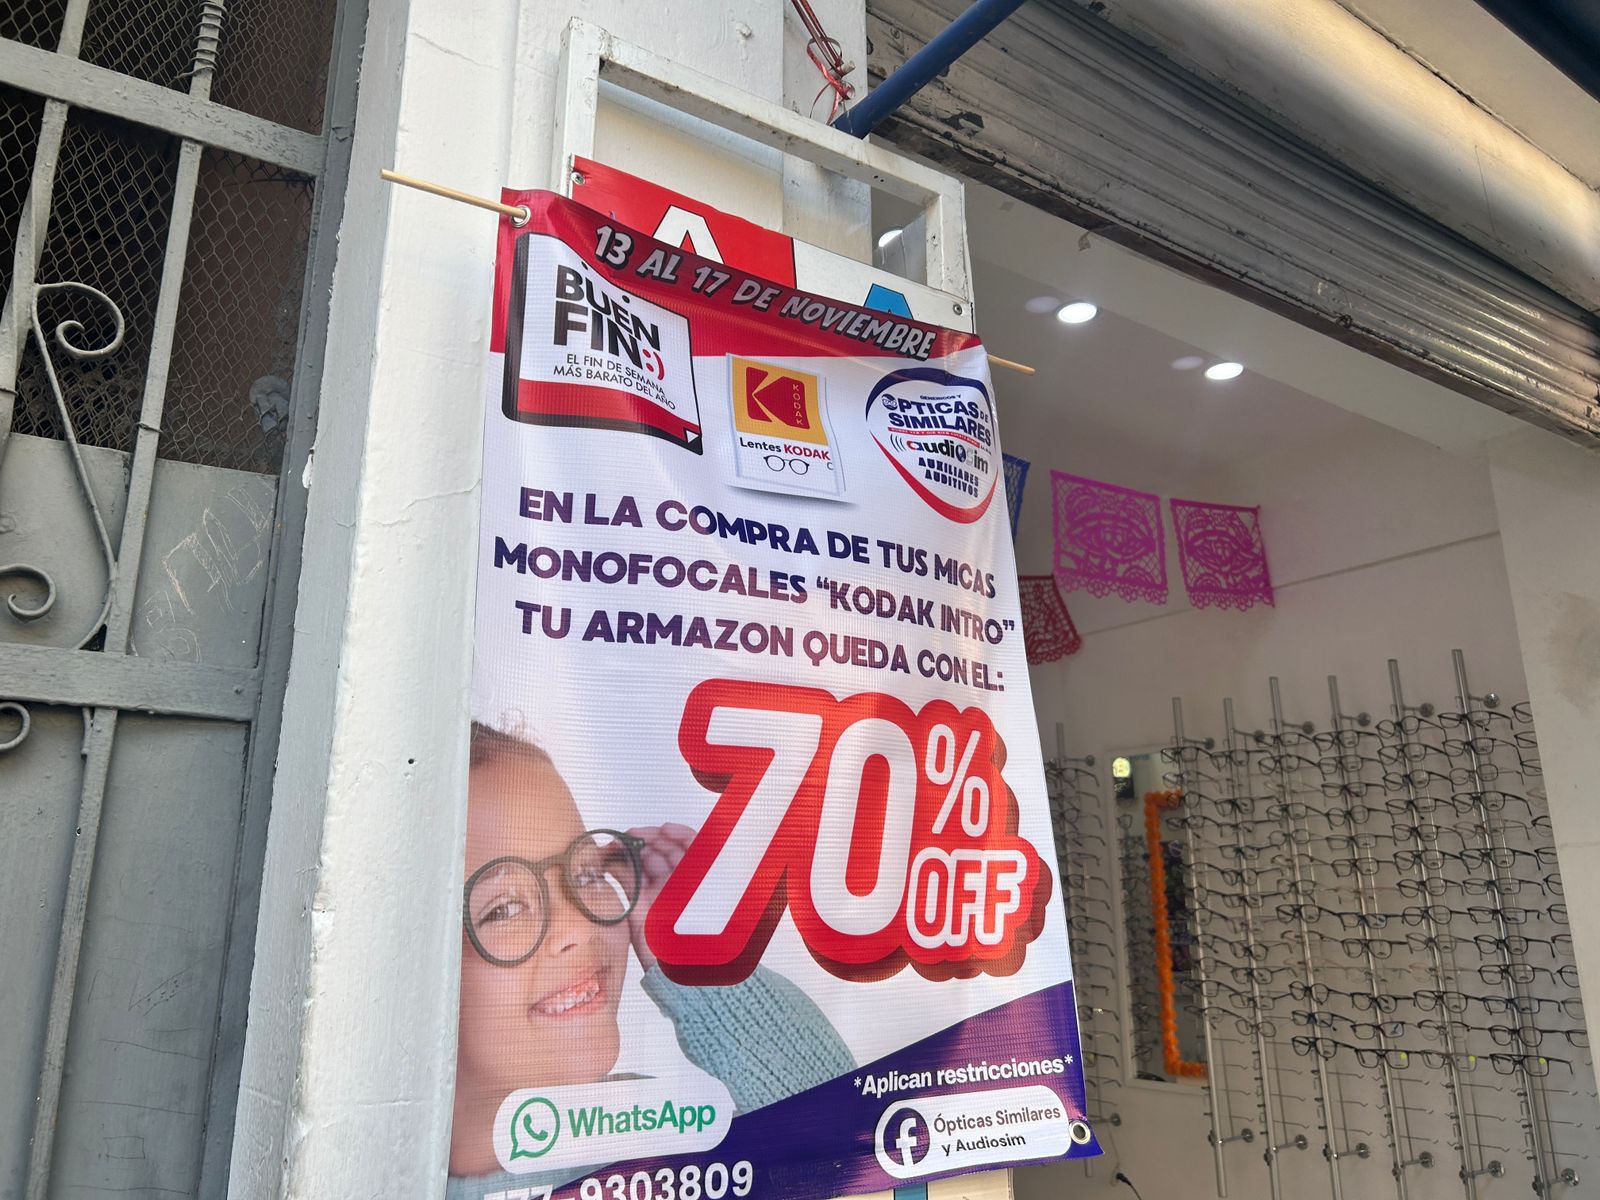 13 AL 17 DE NOVIEMBRE
BUEN
FIN:)
EL FIN DE SEMANA
MÁS BARATO DEL AÑO
K
KODAK
Lentes KODAK
GENERICOS Y
ÓPTICAS DE
SIMILARES
audiosim
AUXILIARES
AUDITIVOS
EN LA COMPRA DE TUS MICAS
MONOFOCALES “KODAK INTRO”
TU ARMAZON QUEDA CON EL:
70%
OFF
*Aplican restricciones*
WhatsApp
777-9303809
Ópticas Similares
y Audiosim
A
A